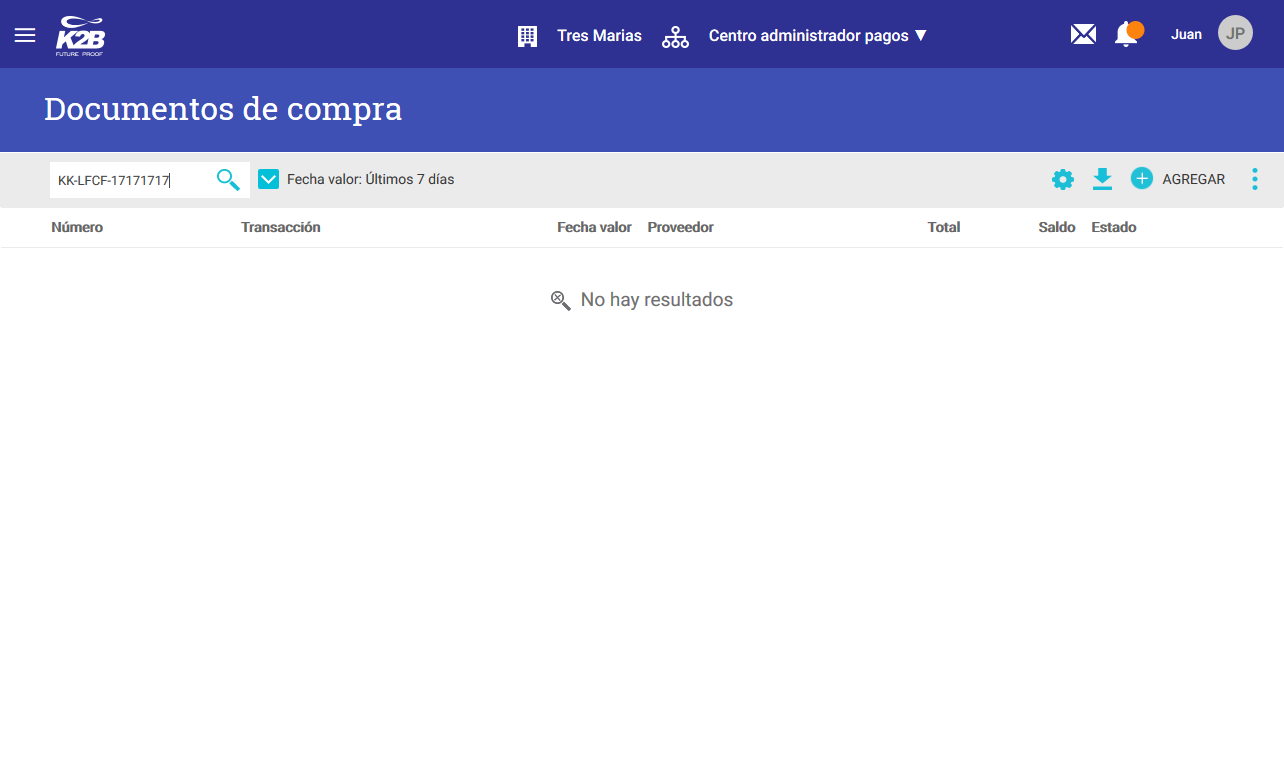 K2B
FUTURE PROOF
Tres Marias
Centro administrador pagos ▼
Juan
JP
Documentos de compra
KK-LFCF-17171717
Fecha valor: Últimos 7 días
AGREGAR
Número Transacción Fecha valor Proveedor Total Saldo Estado
No hay resultados